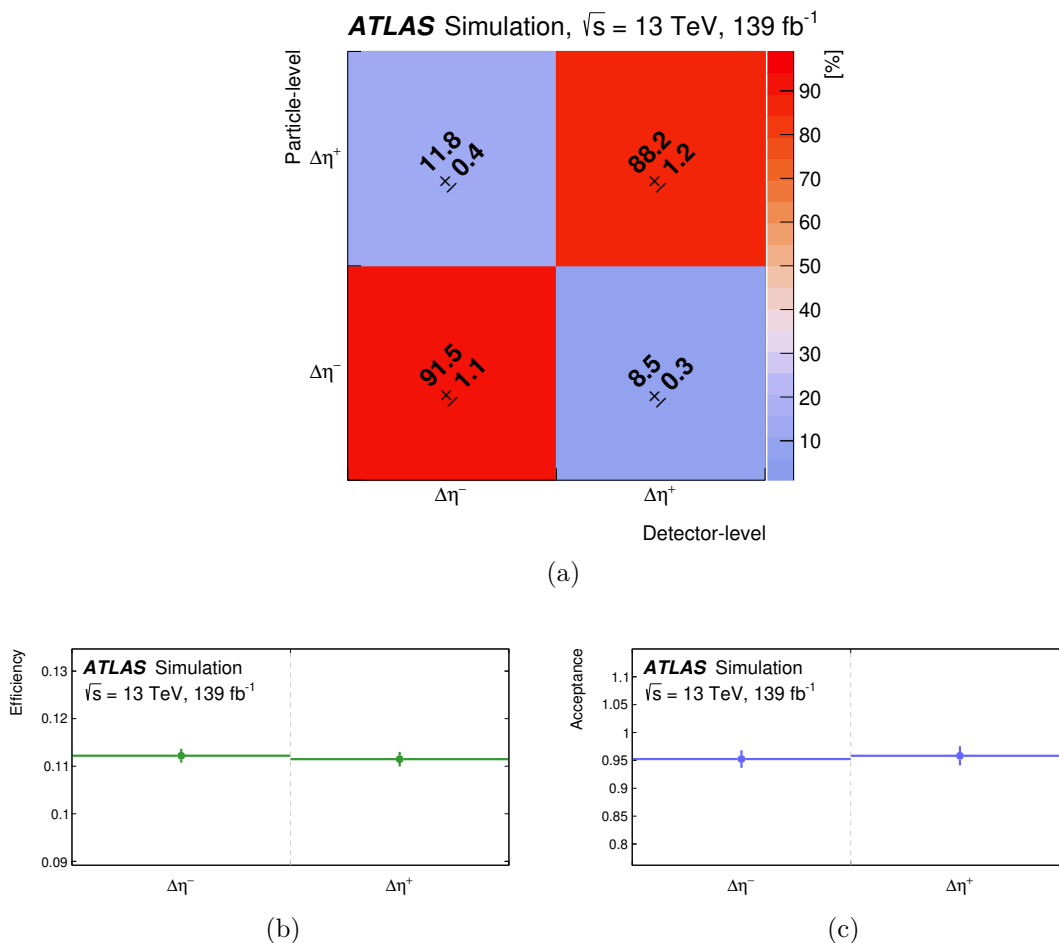 ATLAS Simulation, √s = 13 TeV, 139 fb⁻¹
Particle-level
[%]
Δη⁺
11.8 ± 0.4
88.2 ± 1.2
Δη⁻
91.5 ± 1.1
8.5 ± 0.3
90
80
70
60
50
40
30
20
10
Δη⁻ Δη⁺
Detector-level
(a)
Efficiency
ATLAS Simulation
√s = 13 TeV, 139 fb⁻¹
0.13
0.12
0.11
0.1
0.09
Δη⁻ Δη⁺
(b)
Acceptance
ATLAS Simulation
√s = 13 TeV, 139 fb⁻¹
1.1
1.05
1
0.95
0.9
0.85
0.8
Δη⁻ Δη⁺
(c)